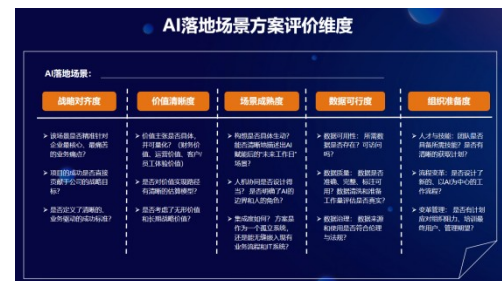 AI落地场景方案评价维度
AI落地场景：
战略对齐度
价值清晰度
场景成熟度
数据可行度
组织准备度
该场景是否精准针对
企业最核心、最痛苦
的业务痛点？
项目的成功是否直接
贡献于公司的战略目
标？
是否定义了清晰的、
业务驱动的成功标准？
价值主张是否具体、
并可量化？（财务价
值、运营价值、客户/
员工体验价值）
是否对价值实现路径
有清晰的估算模型？
是否考虑了无形价值
和长期战略价值？
构想是否具体生动？
能否清晰地描述出AI
赋能后的“未来工作日”
场景？
人机协同是否设计得
当？是否明确了AI的
边界和人的角色？
集成度如何？方案是
作为一个孤立系统，
还是能无缝嵌入现有
业务流程和IT系统？
数据可用性：所需数
据是否存在？可访问
吗？
数据质量：数据是否
准确、完整、标注可
用？数据清洗和准备
工作量评估是否真实？
数据治理：数据来源
和使用是否符合伦理
与法规？
人才与技能：团队是否
具备所需技能？是否有
清晰的获取计划？
流程变革：是否设计了
新的、以AI为中心的工
作流程？
变革管理：是否有计划
应对组织阻力、培训最
终用户、管理期望？